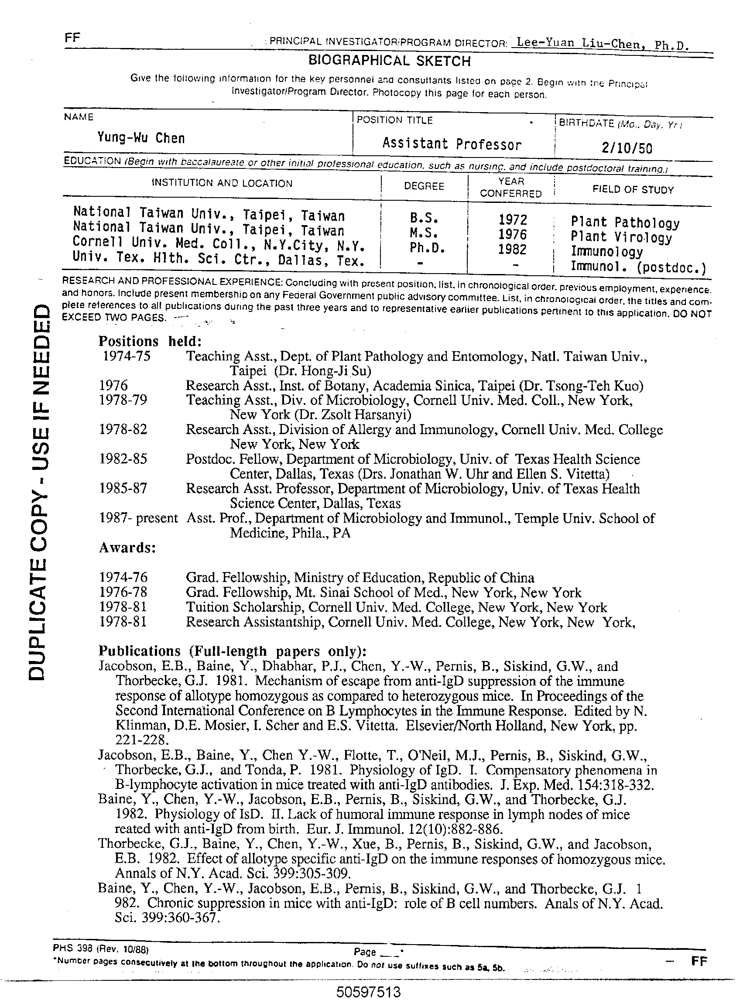 FF
PRINCIPAL INVESTIGATOR/PROGRAM DIRECTOR: Lee-Yuan Liu-Chen, Ph.D.
BIOGRAPHICAL SKETCH
Give the following information for the key personnel and consultants listed on page 2. Begin with the Principal
Investigator/Program Director. Photocopy this page for each person.
NAME
POSITION TITLE
BIRTHDATE (Mo., Day, Yr.)
Yung-Wu Chen
Assistant Professor
2/10/50
EDUCATION (Begin with baccalaureate or other initial professional education, such as nursing, and include postdoctoral training.)
INSTITUTION AND LOCATION
DEGREE
YEAR
CONFERRED
FIELD OF STUDY
National Taiwan Univ., Taipei, Taiwan B.S. 1972 Plant Pathology
National Taiwan Univ., Taipei, Taiwan M.S. 1976 Plant Virology
Cornell Univ. Med. Coll., N.Y.City, N.Y. Ph.D. 1982 Immunology
Univ. Tex. Hlth. Sci. Ctr., Dallas, Tex. - - Immunol. (postdoc.)
RESEARCH AND PROFESSIONAL EXPERIENCE: Concluding with present position, list, in chronological order, previous employment, experience,
and honors. Include present membership on any Federal Government public advisory committee. List, in chronological order, the titles and com-
plete references to all publications during the past three years and to representative earlier publications pertinent to this application. DO NOT
EXCEED TWO PAGES.
DUPLICATE COPY - USE IF NEEDED
Positions held:
1974-75 Teaching Asst., Dept. of Plant Pathology and Entomology, Natl. Taiwan Univ.,
Taipei (Dr. Hong-Ji Su)
1976 Research Asst., Inst. of Botany, Academia Sinica, Taipei (Dr. Tsong-Teh Kuo)
1978-79 Teaching Asst., Div. of Microbiology, Cornell Univ. Med. Coll., New York,
New York (Dr. Zsolt Harsanyi)
1978-82 Research Asst., Division of Allergy and Immunology, Cornell Univ. Med. College
New York, New York
1982-85 Postdoc. Fellow, Department of Microbiology, Univ. of Texas Health Science
Center, Dallas, Texas (Drs. Jonathan W. Uhr and Ellen S. Vitetta)
1985-87 Research Asst. Professor, Department of Microbiology, Univ. of Texas Health
Science Center, Dallas, Texas
1987- present Asst. Prof., Department of Microbiology and Immunol., Temple Univ. School of
Medicine, Phila., PA
Awards:
1974-76 Grad. Fellowship, Ministry of Education, Republic of China
1976-78 Grad. Fellowship, Mt. Sinai School of Med., New York, New York
1978-81 Tuition Scholarship, Cornell Univ. Med. College, New York, New York
1978-81 Research Assistantship, Cornell Univ. Med. College, New York, New York,
Publications (Full-length papers only):
Jacobson, E.B., Baine, Y., Dhabhar, P.J., Chen, Y.-W., Pernis, B., Siskind, G.W., and
Thorbecke, G.J. 1981. Mechanism of escape from anti-IgD suppression of the immune
response of allotype homozygous as compared to heterozygous mice. In Proceedings of the
Second International Conference on B Lymphocytes in the Immune Response. Edited by N.
Klinman, D.E. Mosier, I. Scher and E.S. Vitetta. Elsevier/North Holland, New York, pp.
221-228.
Jacobson, E.B., Baine, Y., Chen Y.-W., Flotte, T., O'Neil, M.J., Pernis, B., Siskind, G.W.,
Thorbecke, G.J., and Tonda, P. 1981. Physiology of IgD. I. Compensatory phenomena in
B-lymphocyte activation in mice treated with anti-IgD antibodies. J. Exp. Med. 154:318-332.
Baine, Y., Chen, Y.-W., Jacobson, E.B., Pernis, B., Siskind, G.W., and Thorbecke, G.J.
1982. Physiology of IsD. II. Lack of humoral immune response in lymph nodes of mice
reated with anti-IgD from birth. Eur. J. Immunol. 12(10):882-886.
Thorbecke, G.J., Baine, Y., Chen, Y.-W., Xue, B., Pernis, B., Siskind, G.W., and Jacobson,
E.B. 1982. Effect of allotype specific anti-IgD on the immune responses of homozygous mice.
Annals of N.Y. Acad. Sci. 399:305-309.
Baine, Y., Chen, Y.-W., Jacobson, E.B., Pernis, B., Siskind, G.W., and Thorbecke, G.J. 1
982. Chronic suppression in mice with anti-IgD: role of B cell numbers. Anals of N.Y. Acad.
Sci. 399:360-367.
PHS 398 (Rev. 10/88)
Page ___*
*Number pages consecutively at the bottom throughout the application. Do not use suffixes such as 5a, 5b.
FF
50597513